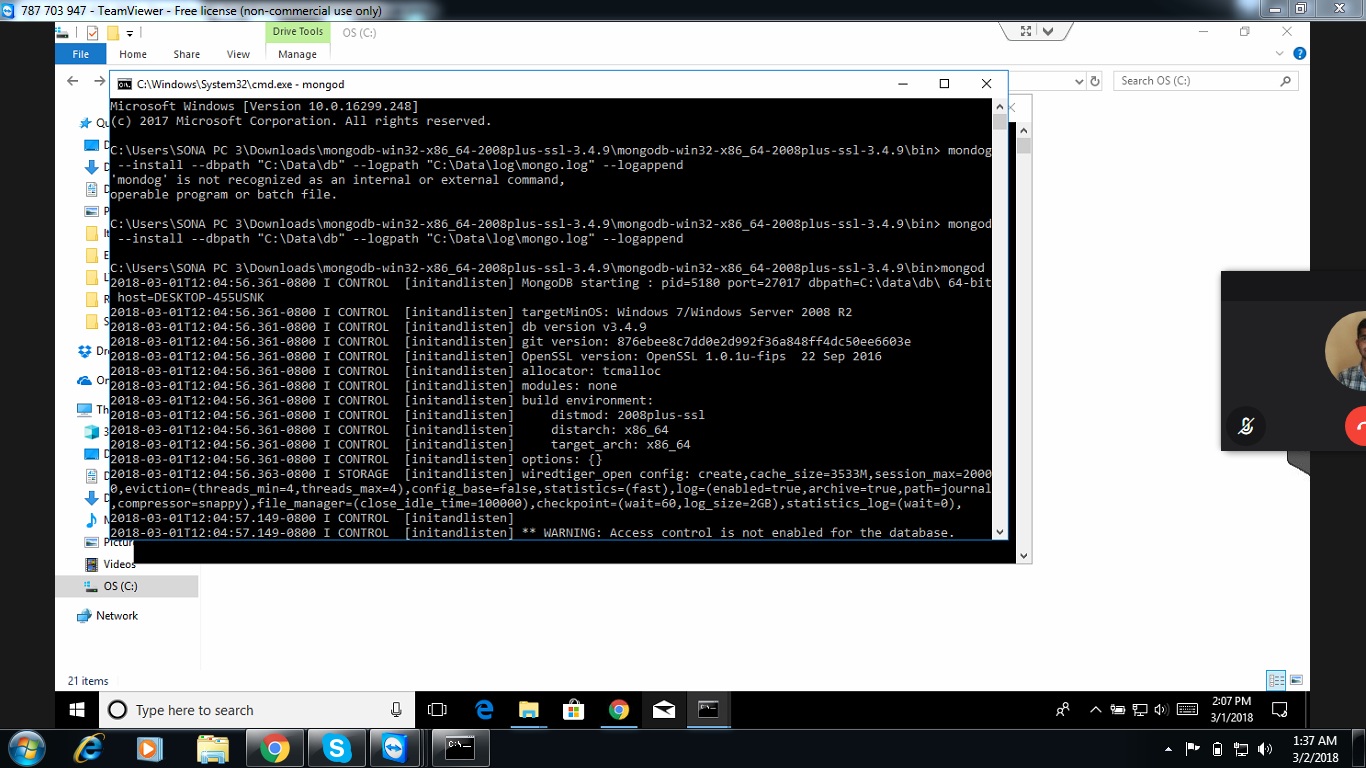 787 703 947 - TeamViewer - Free license (non-commercial use only)
Drive Tools
OS (C:)
File
Home
Share
View
Manage
C:\Windows\System32\cmd.exe - mongod
Search OS (C:)
Microsoft Windows [Version 10.0.16299.248]
(c) 2017 Microsoft Corporation. All rights reserved.
C:\Users\SONA PC 3\Downloads\mongodb-win32-x86_64-2008plus-ssl-3.4.9\mongodb-win32-x86_64-2008plus-ssl-3.4.9\bin> mondog
--install --dbpath "C:\Data\db" --logpath "C:\Data\log\mongo.log" --logappend
'mondog' is not recognized as an internal or external command,
operable program or batch file.
C:\Users\SONA PC 3\Downloads\mongodb-win32-x86_64-2008plus-ssl-3.4.9\mongodb-win32-x86_64-2008plus-ssl-3.4.9\bin> mongod
--install --dbpath "C:\Data\db" --logpath "C:\Data\log\mongo.log" --logappend
C:\Users\SONA PC 3\Downloads\mongodb-win32-x86_64-2008plus-ssl-3.4.9\mongodb-win32-x86_64-2008plus-ssl-3.4.9\bin>mongod
2018-03-01T12:04:56.361-0800 I CONTROL  [initandlisten] MongoDB starting : pid=5180 port=27017 dbpath=C:\data\db\ 64-bit
host=DESKTOP-455USNK
2018-03-01T12:04:56.361-0800 I CONTROL  [initandlisten] targetMinOS: Windows 7/Windows Server 2008 R2
2018-03-01T12:04:56.361-0800 I CONTROL  [initandlisten] db version v3.4.9
2018-03-01T12:04:56.361-0800 I CONTROL  [initandlisten] git version: 876ebee8c7dd0e2d992f36a848ff4dc50ee6603e
2018-03-01T12:04:56.361-0800 I CONTROL  [initandlisten] OpenSSL version: OpenSSL 1.0.1u-fips  22 Sep 2016
2018-03-01T12:04:56.361-0800 I CONTROL  [initandlisten] allocator: tcmalloc
2018-03-01T12:04:56.361-0800 I CONTROL  [initandlisten] modules: none
2018-03-01T12:04:56.361-0800 I CONTROL  [initandlisten] build environment:
2018-03-01T12:04:56.361-0800 I CONTROL  [initandlisten]     distmod: 2008plus-ssl
2018-03-01T12:04:56.361-0800 I CONTROL  [initandlisten]     distarch: x86_64
2018-03-01T12:04:56.361-0800 I CONTROL  [initandlisten]     target_arch: x86_64
2018-03-01T12:04:56.361-0800 I CONTROL  [initandlisten] options: {}
2018-03-01T12:04:56.363-0800 I STORAGE  [initandlisten] wiredtiger_open config: create,cache_size=3533M,session_max=2000
0,eviction=(threads_min=4,threads_max=4),config_base=false,statistics=(fast),log=(enabled=true,archive=true,path=journal
,compressor=snappy),file_manager=(close_idle_time=100000),checkpoint=(wait=60,log_size=2GB),statistics_log=(wait=0),
2018-03-01T12:04:57.149-0800 I CONTROL  [initandlisten]
2018-03-01T12:04:57.149-0800 I CONTROL  [initandlisten] ** WARNING: Access control is not enabled for the database.
Videos
OS (C:)
Network
21 items
Type here to search
2:07 PM
3/1/2018
1:37 AM
3/2/2018